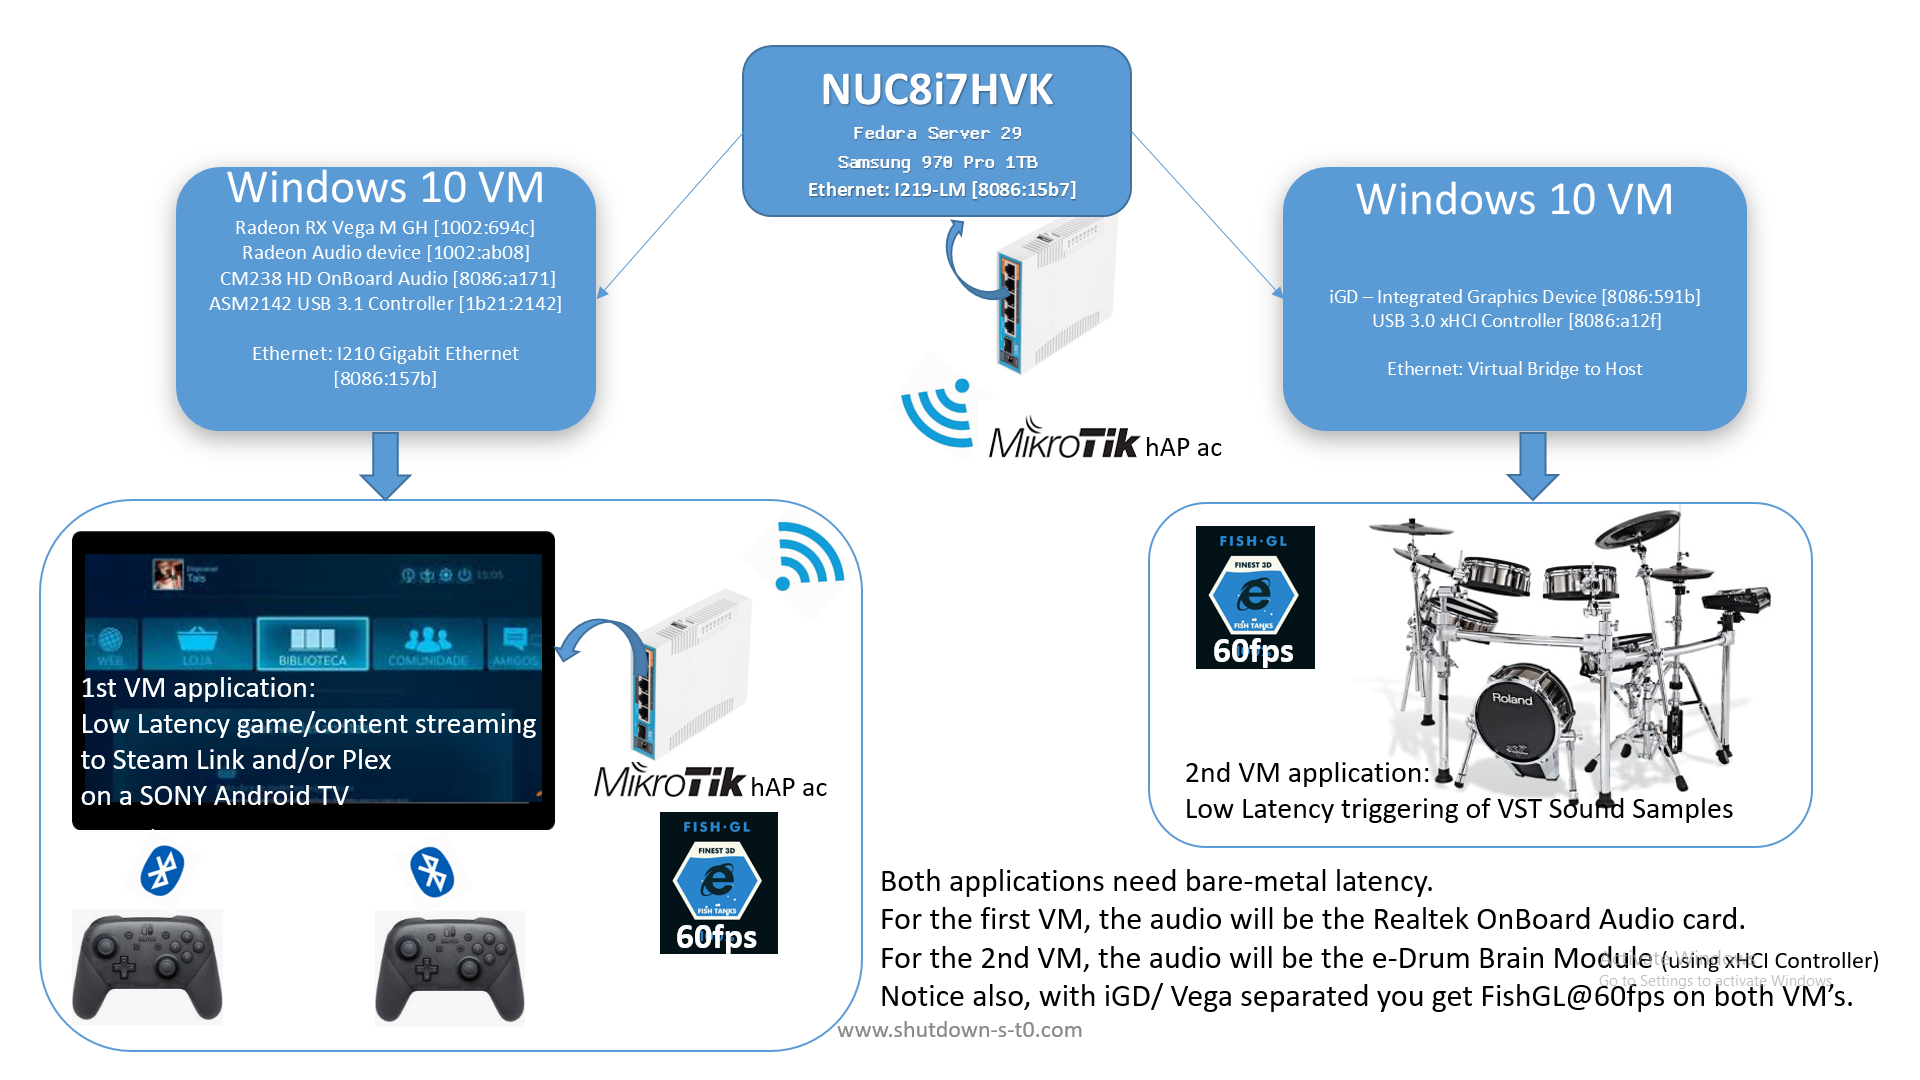 NUC8i7HVK
Fedora Server 29
Samsung 970 Pro 1TB
Ethernet: I219-LM [8086:15b7]
Windows 10 VM
Radeon RX Vega M GH [1002:694c]
Radeon Audio device [1002:ab08]
CM238 HD OnBoard Audio [8086:a171]
ASM2142 USB 3.1 Controller [1b21:2142]
Ethernet: I210 Gigabit Ethernet
[8086:157b]
Windows 10 VM
iGD – Integrated Graphics Device [8086:591b]
USB 3.0 xHCI Controller [8086:a12f]
Ethernet: Virtual Bridge to Host
MikroTik hAP ac
Tais
15:05
WEB
LOJA
BIBLIOTECA
COMUNIDADE
AMIGOS
1st VM application:
Low Latency game/content streaming
to Steam Link and/or Plex
on a SONY Android TV
MikroTik hAP ac
FISH·GL
FINEST 3D
FISH TANKS
60fps
FISH·GL
FINEST 3D
FISH TANKS
60fps
Roland
2nd VM application:
Low Latency triggering of VST Sound Samples
Both applications need bare-metal latency.
For the first VM, the audio will be the Realtek OnBoard Audio card.
For the 2nd VM, the audio will be the e-Drum Brain Module (using xHCI Controller)
Notice also, with iGD/ Vega separated you get FishGL@60fps on both VM's.
Activate Windows
Go to Settings to activate Windows.
www.shutdown-s-t0.com